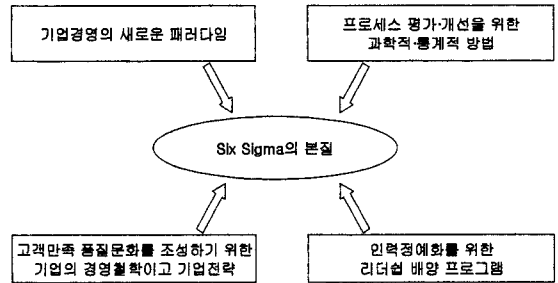 기업경영의 새로운 패러다임
프로세스 평가·개선을 위한
과학적·통계적 방법
Six Sigma의 본질
고객만족 품질문화를 조성하기 위한
기업의 경영철학이고 기업전략
인력정예화를 위한
리더쉽 배양 프로그램